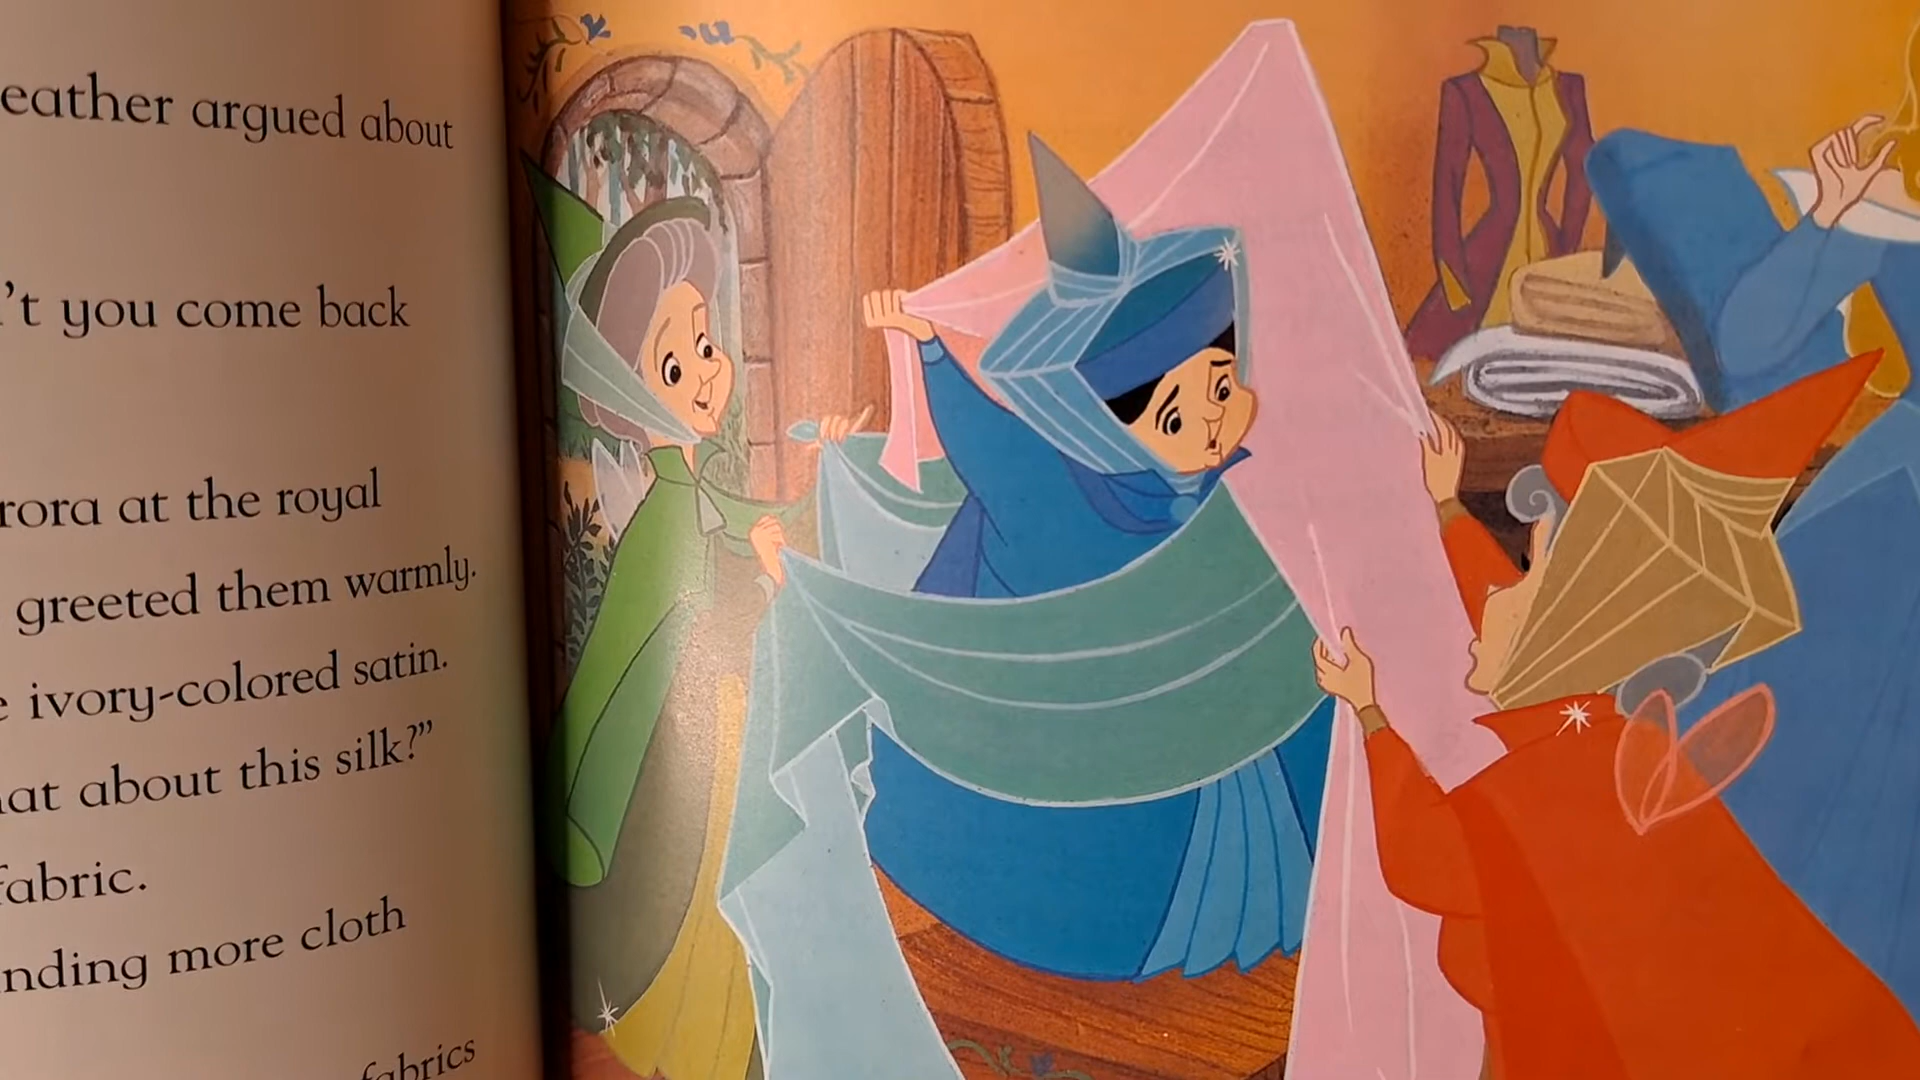 eather argued about
't you come back
rora at the royal
greeted them warmly.
e ivory-colored satin.
hat about this silk?”
fabric.
nding more cloth
fabrics